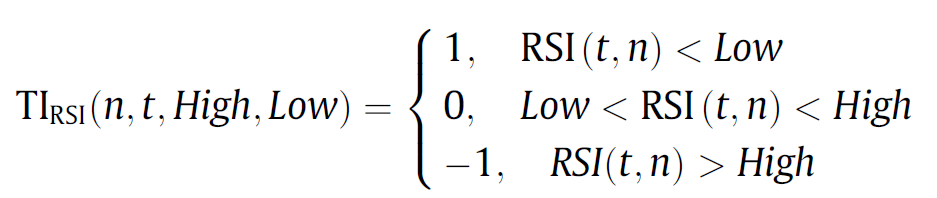 1, RSI(t, n) < Low
TI_RSI(n, t, High, Low) = { 0, Low < RSI(t, n) < High
−1, RSI(t, n) > High